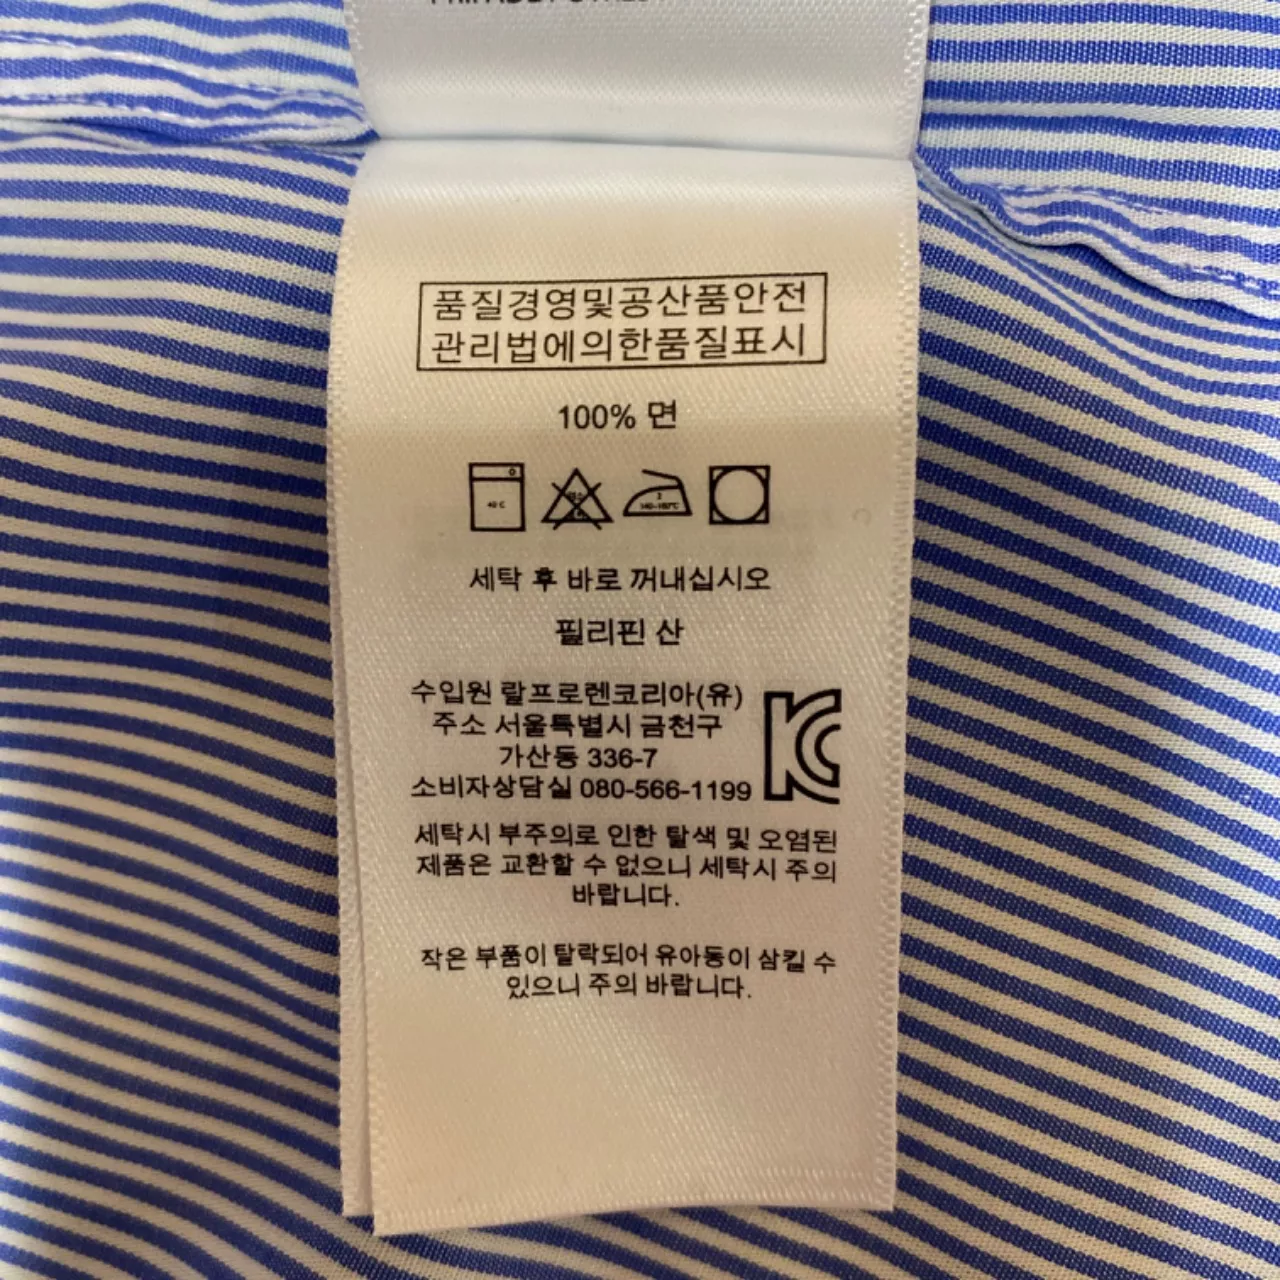 품질경영및공산품안전
관리법에의한품질표시
100% 면
40 C
2
140~160℃
세탁 후 바로 꺼내십시오
필리핀 산
수입원 랄프로렌코리아(유)
주소 서울특별시 금천구
가산동 336-7
소비자상담실 080-566-1199
KC
세탁시 부주의로 인한 탈색 및 오염된
제품은 교환할 수 없으니 세탁시 주의
바랍니다.
작은 부품이 탈락되어 유아동이 삼킬 수
있으니 주의 바랍니다.